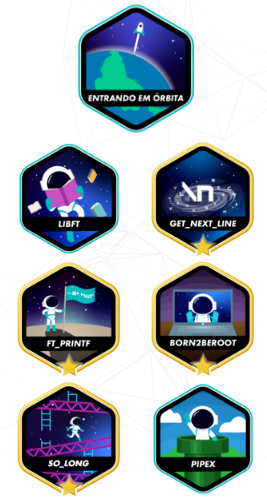 ENTRANDO EM ÓRBITA
LIBFT
GET_NEXT_LINE
FT_PRINTF
BORN2BEROOT
SO_LONG
PIPEX